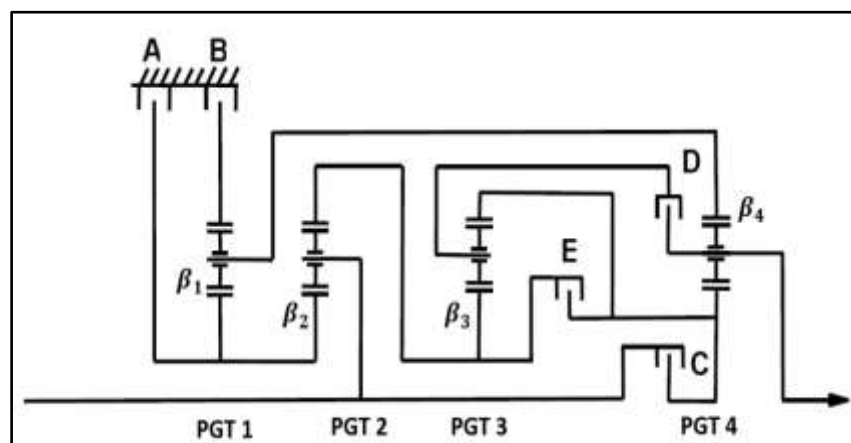 A B
D
β₄
E
β₁
β₂
β₃
C
PGT 1 PGT 2 PGT 3 PGT 4